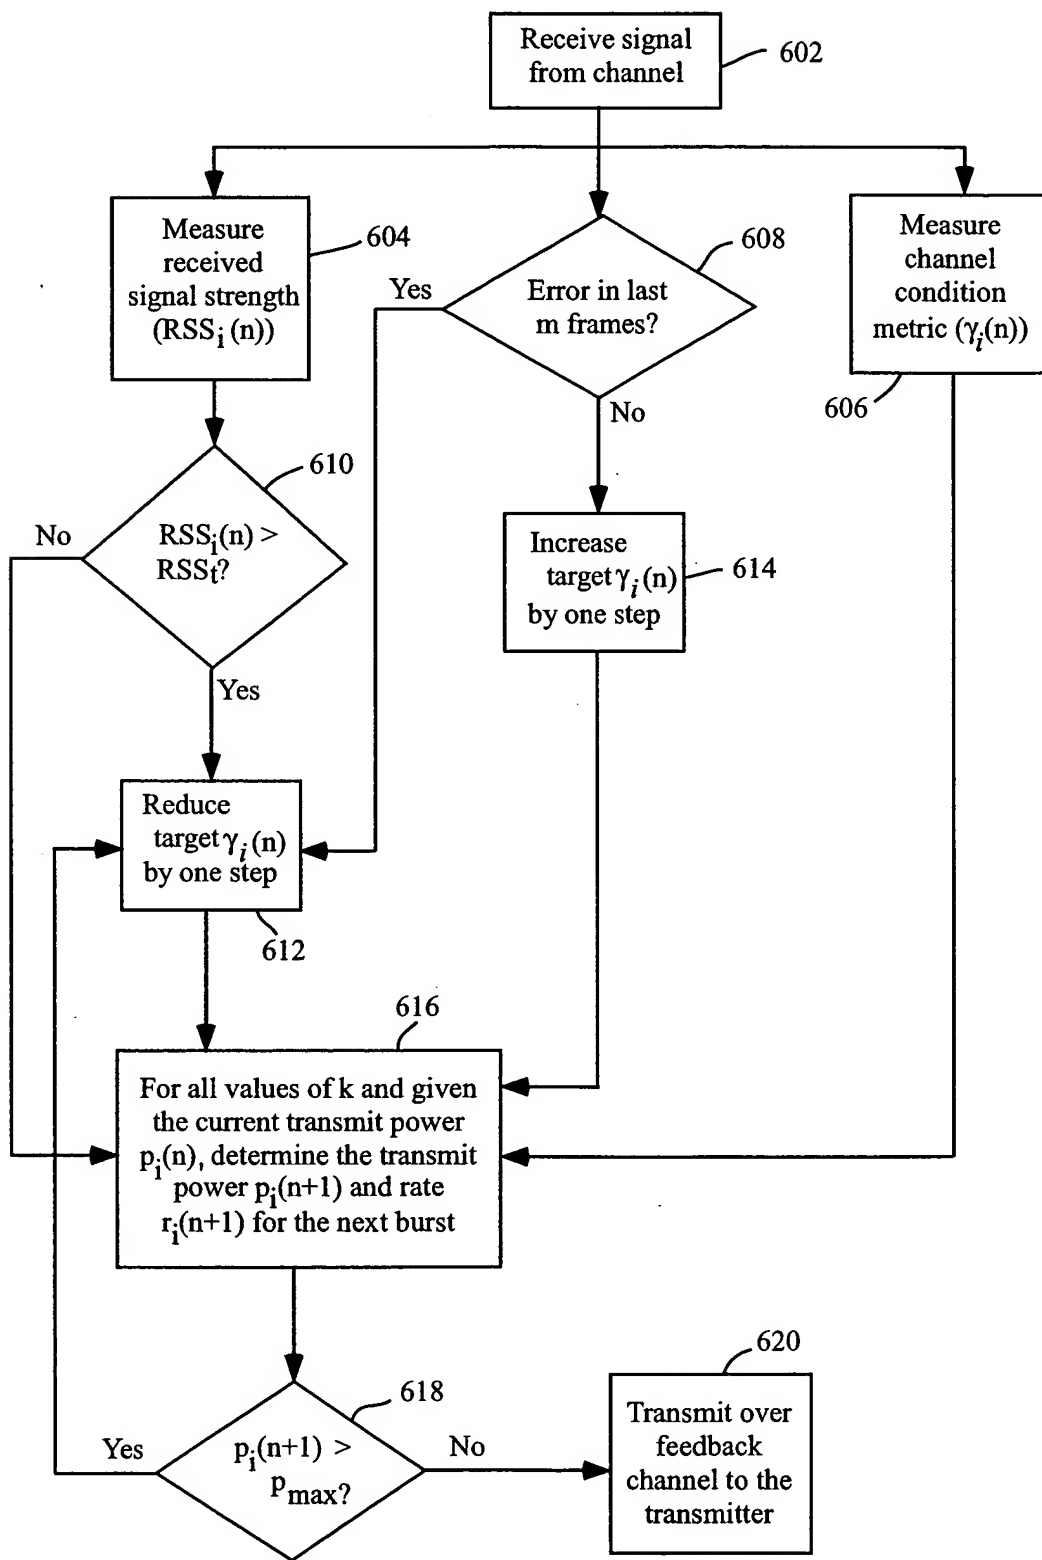 Receive signal
from channel
602
Measure
received
signal strength
(RSSi(n))
604
Error in last
m frames?
608
Yes
No
Measure
channel
condition
metric (γi(n))
606
RSSi(n) >
RSSt?
610
No
Yes
Increase
target γi(n)
by one step
614
Reduce
target γi(n)
by one step
612
616
For all values of k and given
the current transmit power
pi(n), determine the transmit
power pi(n+1) and rate
ri(n+1) for the next burst
618
pi(n+1) >
pmax?
Yes
No
620
Transmit over
feedback
channel to the
transmitter